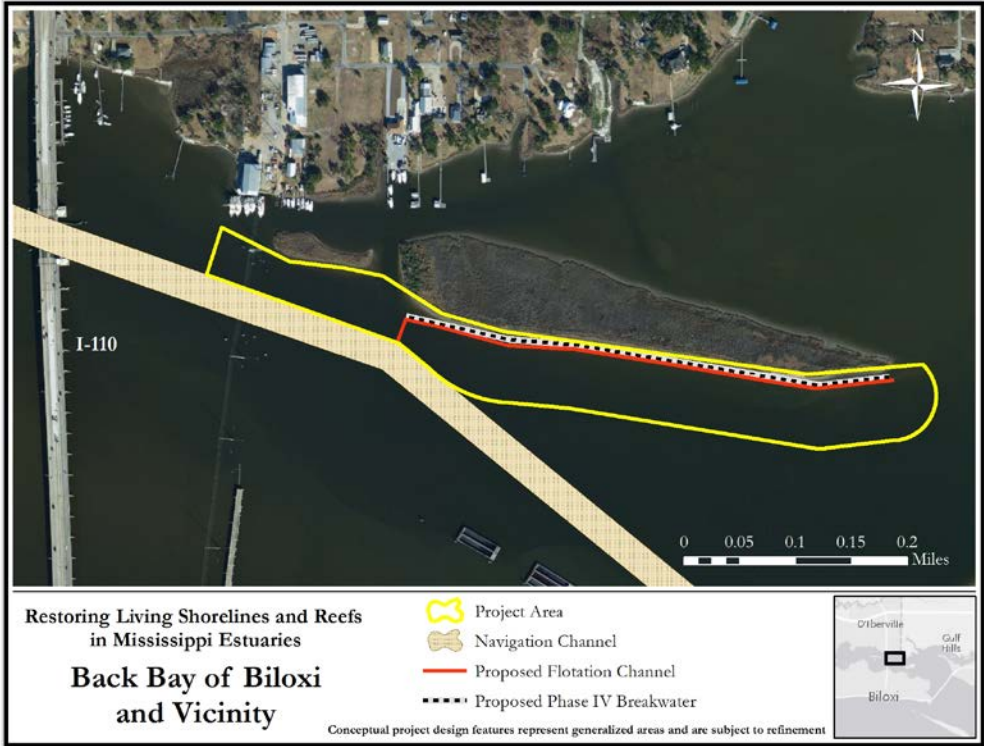 N
I-110
0 0.05 0.1 0.15 0.2
Miles
Restoring Living Shorelines and Reefs
in Mississippi Estuaries
Back Bay of Biloxi
and Vicinity
Project Area
Navigation Channel
Proposed Flotation Channel
Proposed Phase IV Breakwater
Conceptual project design features represent generalized areas and are subject to refinement
D'Iberville
Gulf
Hills
Biloxi